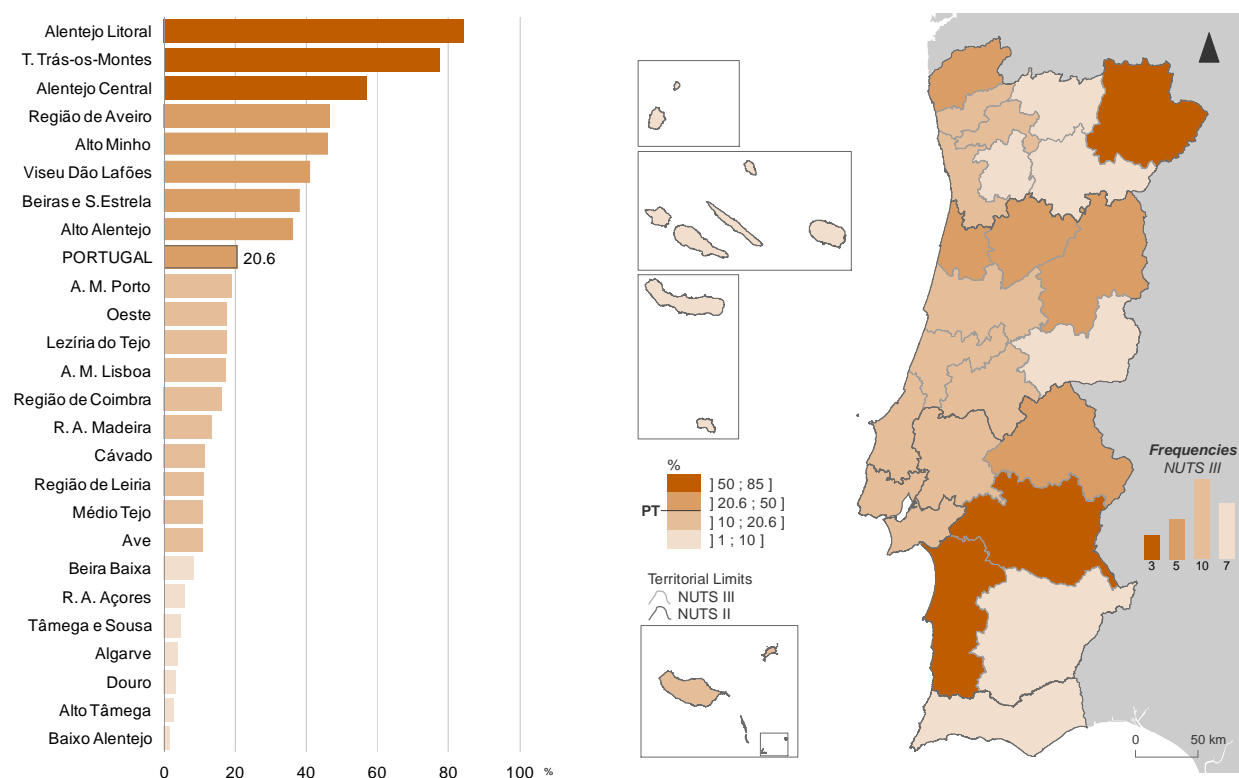 Alentejo Litoral
T. Trás-os-Montes
Alentejo Central
Região de Aveiro
Alto Minho
Viseu Dão Lafões
Beiras e S.Estrela
Alto Alentejo
PORTUGAL 20.6
A. M. Porto
Oeste
Lezíria do Tejo
A. M. Lisboa
Região de Coimbra
R. A. Madeira
Cávado
Região de Leiria
Médio Tejo
Ave
Beira Baixa
R. A. Açores
Tâmega e Sousa
Algarve
Douro
Alto Tâmega
Baixo Alentejo
0 20 40 60 80 100 %
%
] 50 ; 85 ]
] 20.6 ; 50 ]
PT
] 10 ; 20.6 ]
] 1 ; 10 ]
Territorial Limits
NUTS III
NUTS II
Frequencies
NUTS III
3 5 10 7
0 50 km